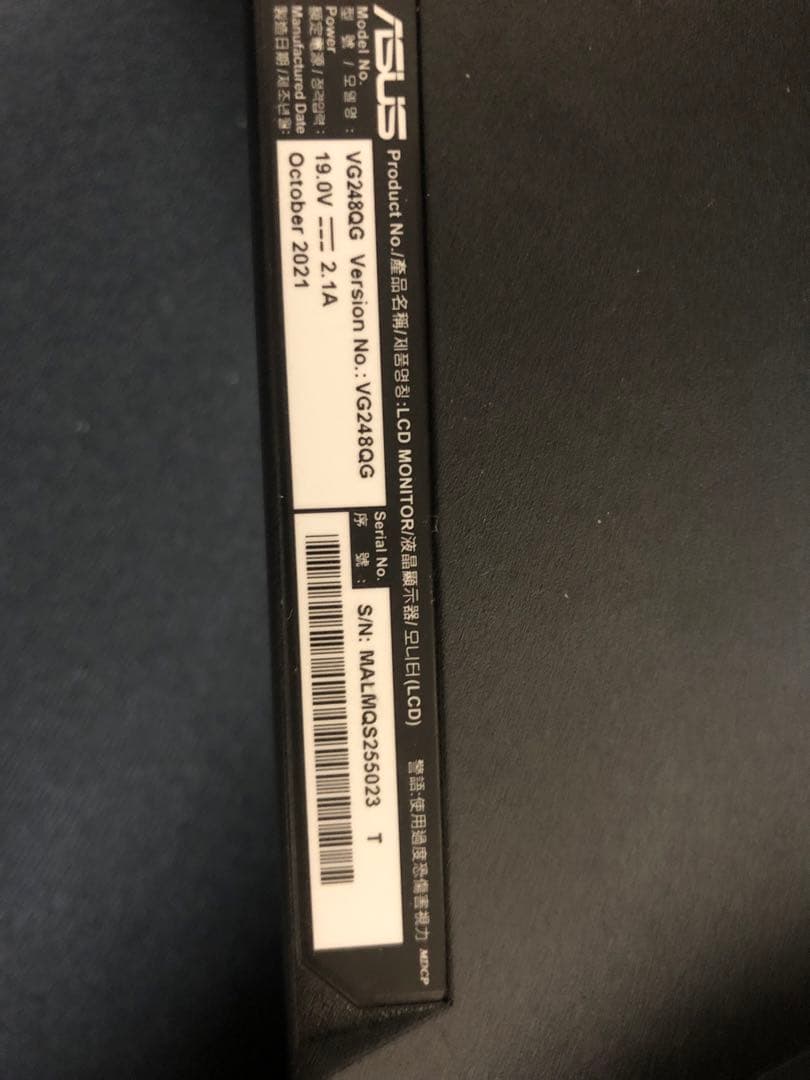 ASUS
Product No./產品名稱/제품명칭:LCD MONITOR/液晶顯示器/모니터(LCD)
Model No.
型 號 / 모델명 :
VG248QG Version No.:VG248QG
Power
額定電源/정격입력 :
19.0V ⎓ 2.1A
Manufactured Date
製造日期/제조년월:
October 2021
Serial No.
序 號 :
S/N: MALMQS255023 T
警語:使用過度恐傷害視力
MDCP